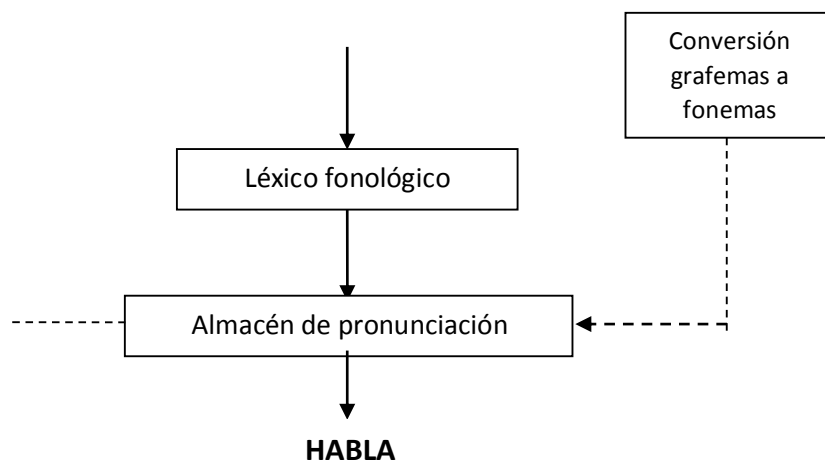 Conversión
grafemas a
fonemas
Léxico fonológico
Almacén de pronunciación
HABLA